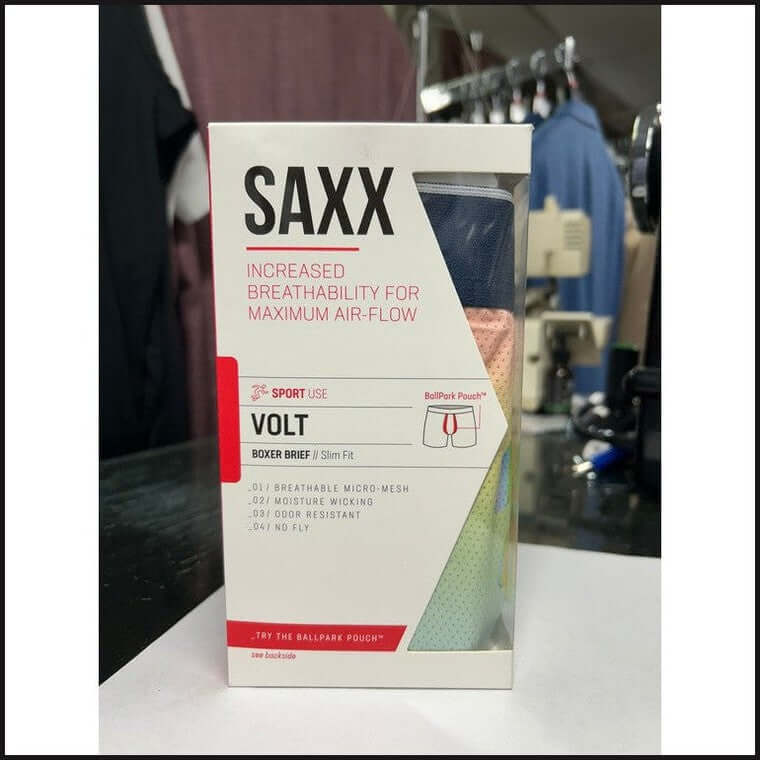 SAXX
INCREASED
BREATHABILITY FOR
MAXIMUM AIR-FLOW
SPORT USE
BallPark Pouch™
VOLT
BOXER BRIEF // Slim Fit
_01/ BREATHABLE MICRO-MESH
_02/ MOISTURE WICKING
_03/ ODOR RESISTANT
_04/ NO FLY
_TRY THE BALLPARK POUCH™
see backside